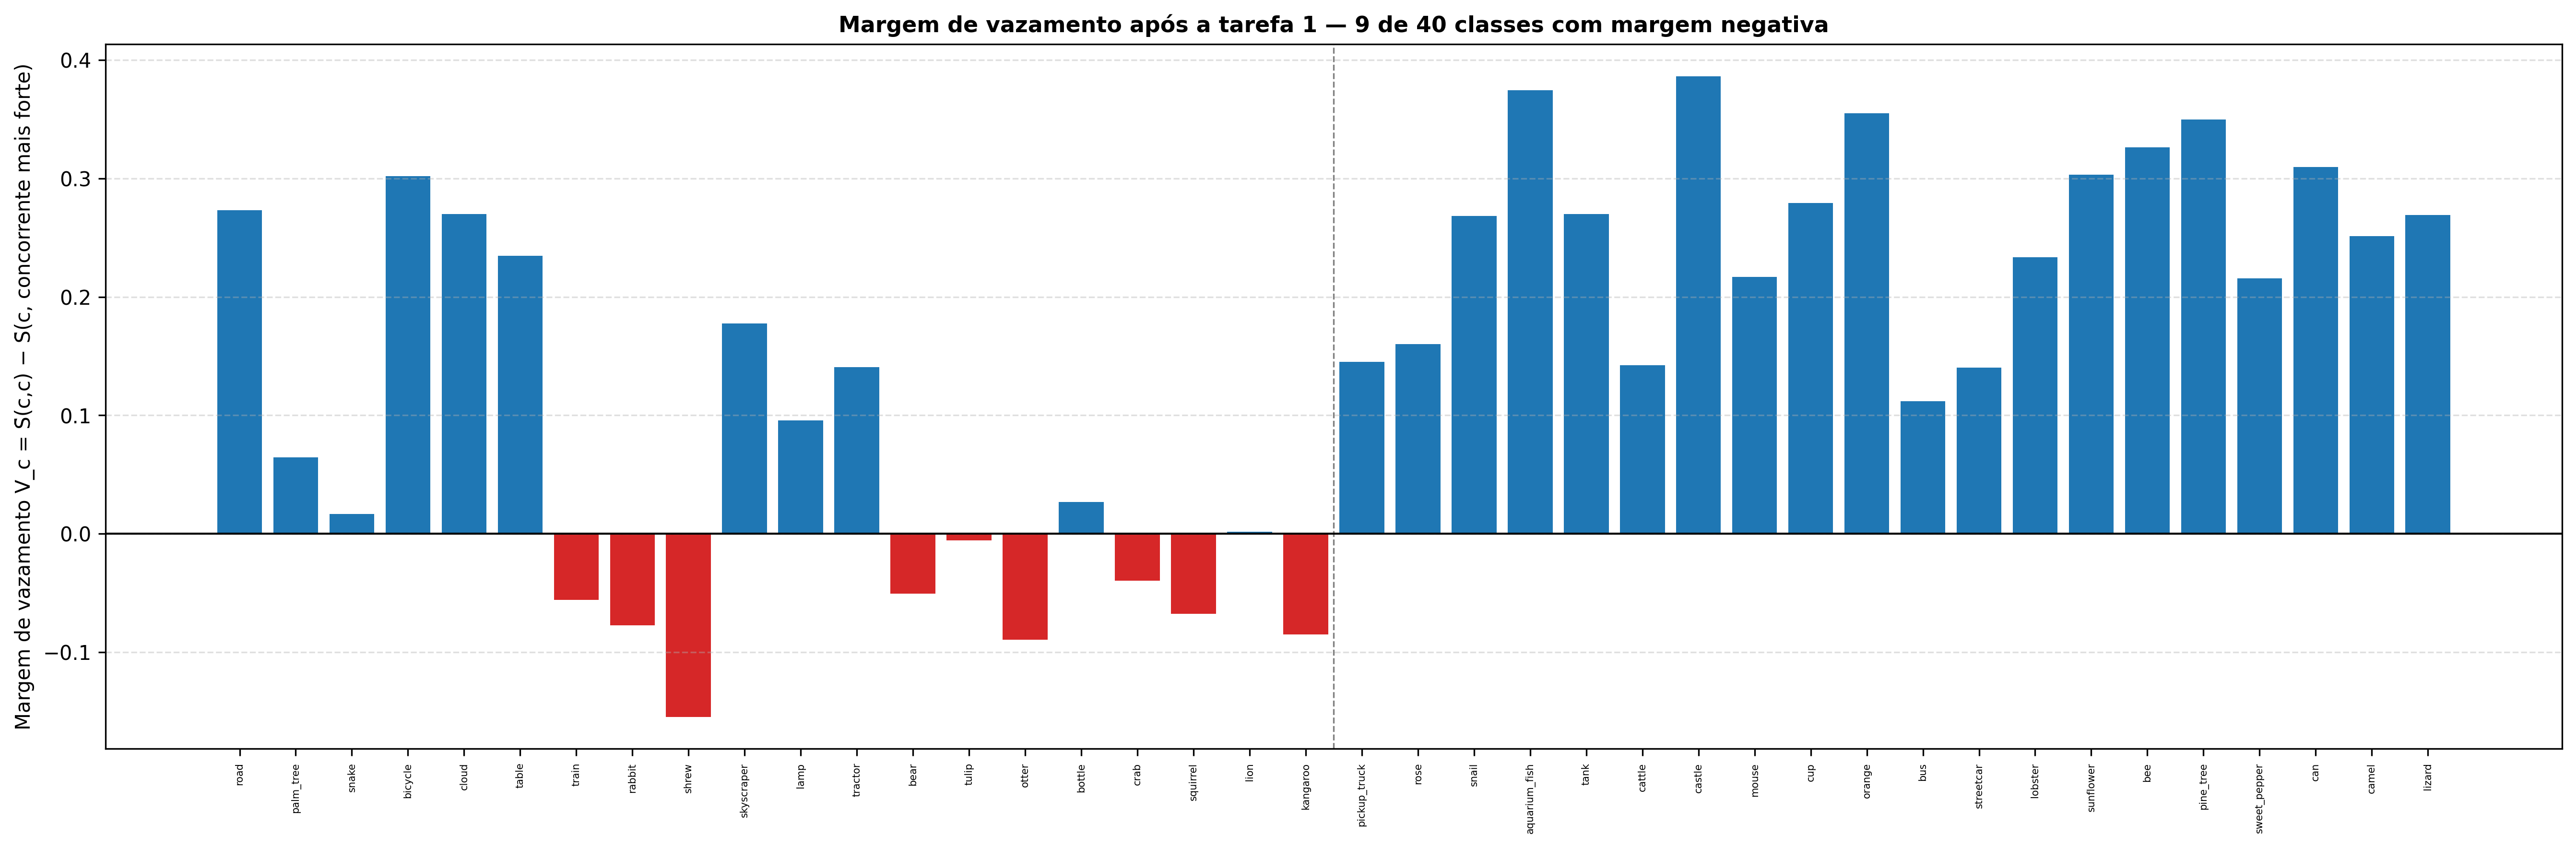 Margem de vazamento após a tarefa 1 — 9 de 40 classes com margem negativa
Margem de vazamento V_c = S(c,c) − S(c, concorrente mais forte)
0.4
0.3
0.2
0.1
0.0
−0.1
road
palm_tree
snake
bicycle
cloud
table
train
rabbit
shrew
skyscraper
lamp
tractor
bear
tulip
otter
bottle
crab
squirrel
lion
kangaroo
pickup_truck
rose
snail
aquarium_fish
tank
cattle
castle
mouse
cup
orange
bus
streetcar
lobster
sunflower
bee
pine_tree
sweet_pepper
can
camel
lizard